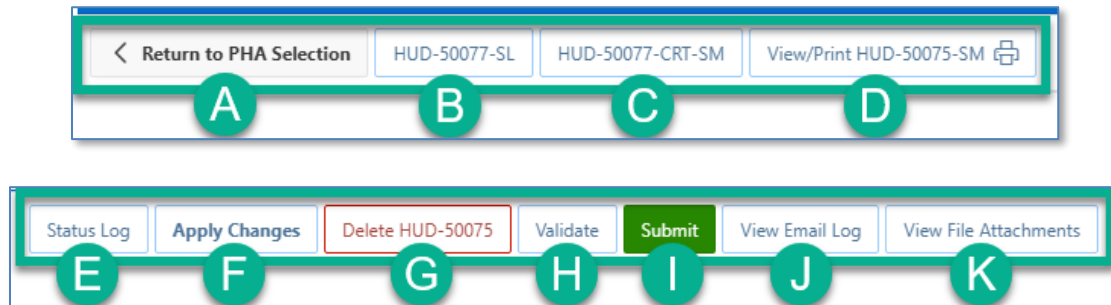 Return to PHA Selection HUD-50077-SL HUD-50077-CRT-SM View/Print HUD-50075-SM
A B C D
Status Log Apply Changes Delete HUD-50075 Validate Submit View Email Log View File Attachments
E F G H I J K